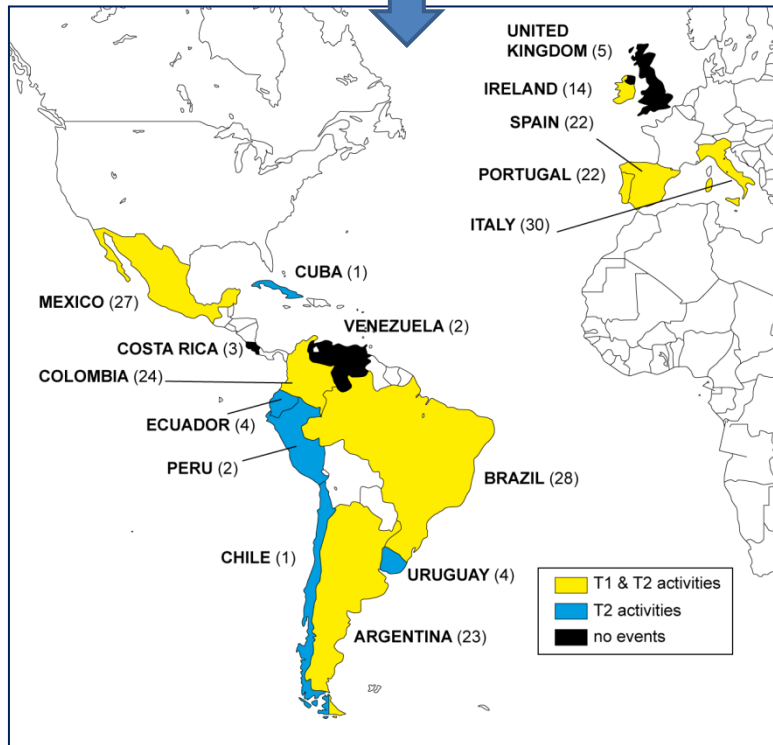 UNITED
KINGDOM (5)
IRELAND (14)
SPAIN (22)
PORTUGAL (22)
ITALY (30)
CUBA (1)
MEXICO (27)
VENEZUELA (2)
COSTA RICA (3)
COLOMBIA (24)
ECUADOR (4)
PERU (2)
BRAZIL (28)
CHILE (1)
URUGUAY (4)
ARGENTINA (23)
T1 & T2 activities
T2 activities
no events